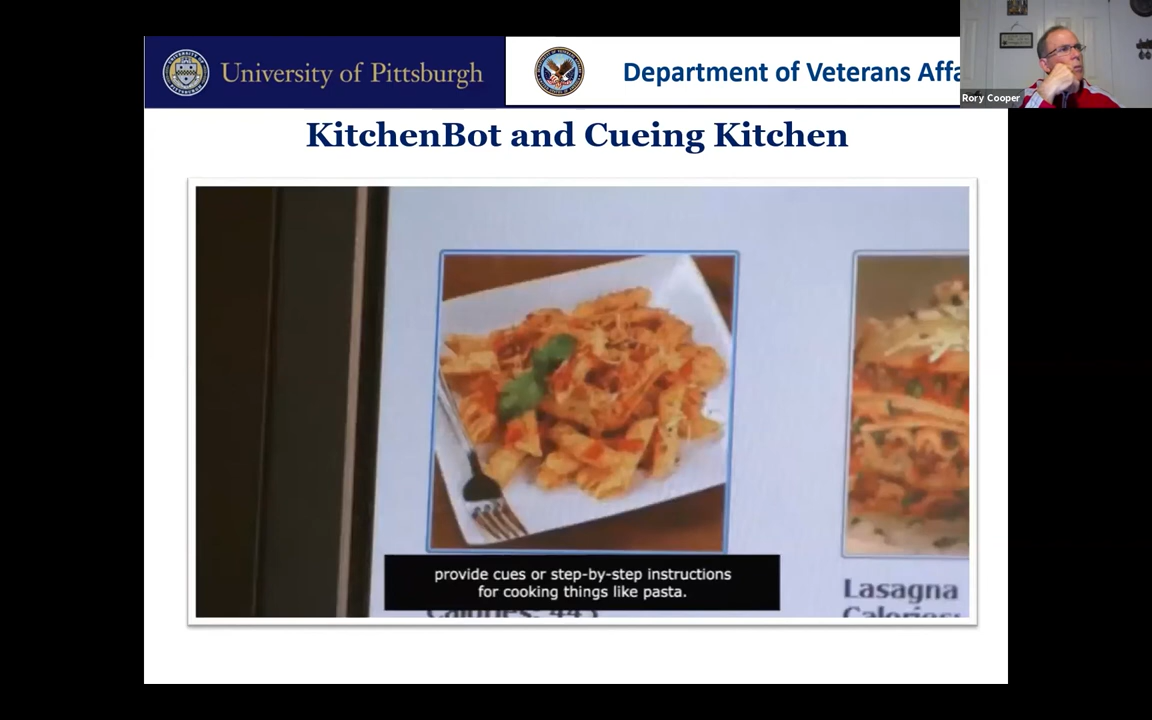 University of Pittsburgh
Department of Veterans Affa
Rory Cooper
KitchenBot and Cueing Kitchen
provide cues or step-by-step instructions
for cooking things like pasta.
Lasagna